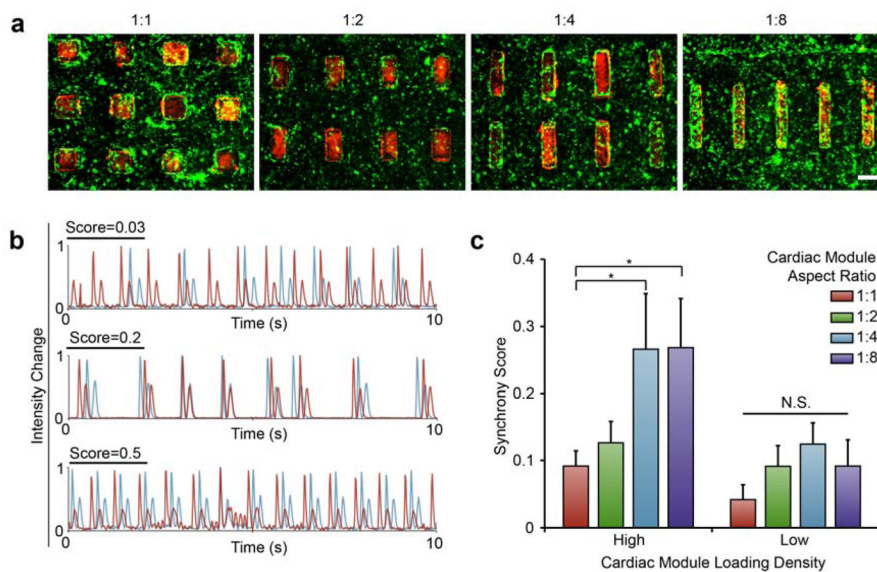 a
1:1 1:2 1:4 1:8
b
Score=0.03
1
0
Time (s)
10
Score=0.2
1
0
Time (s)
10
Score=0.5
1
0
Time (s)
10
Intensity Change
c
0.4
0.3
0.2
0.1
0
Synchrony Score
*
*
N.S.
High Low
Cardiac Module Loading Density
Cardiac Module
Aspect Ratio
1:1
1:2
1:4
1:8